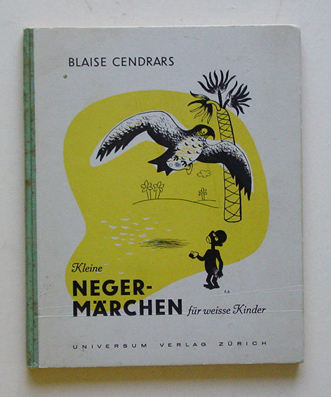 BLAISE CENDRARS
Kleine
NEGER-
MÄRCHEN für weisse Kinder
UNIVERSUM VERLAG ZÜRICH